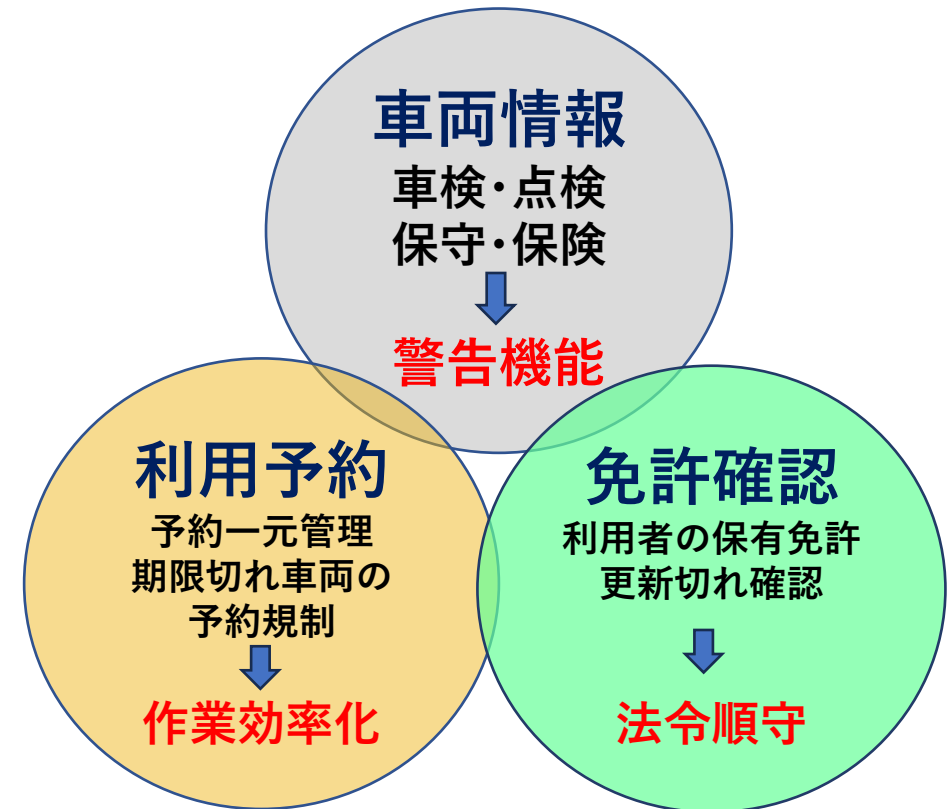 車両情報
車検・点検
保守・保険
警告機能
利用予約
予約一元管理
期限切れ車両の
予約規制
作業効率化
免許確認
利用者の保有免許
更新切れ確認
法令順守